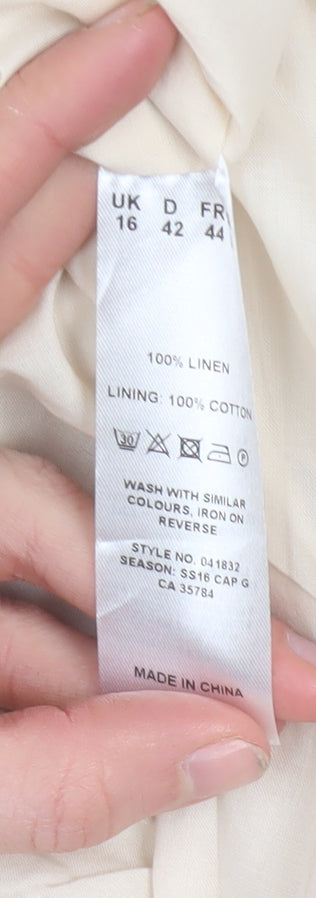 UK D FR
16 42 44
100% LINEN
LINING: 100% COTTON
30 P
WASH WITH SIMILAR
COLOURS, IRON ON
REVERSE
STYLE NO. 041832
SEASON: SS16 CAP G
CA 35784
MADE IN CHINA